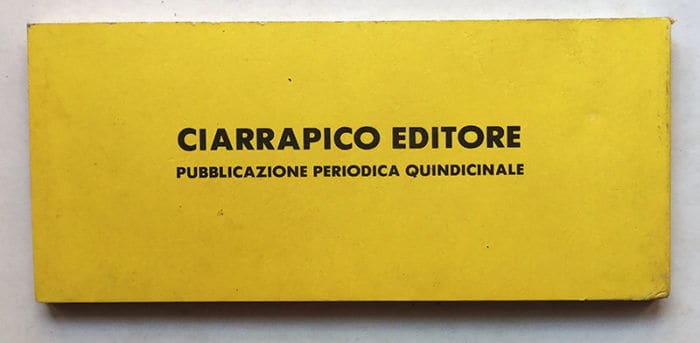 CIARRAPICO EDITORE
PUBBLICAZIONE PERIODICA QUINDICINALE